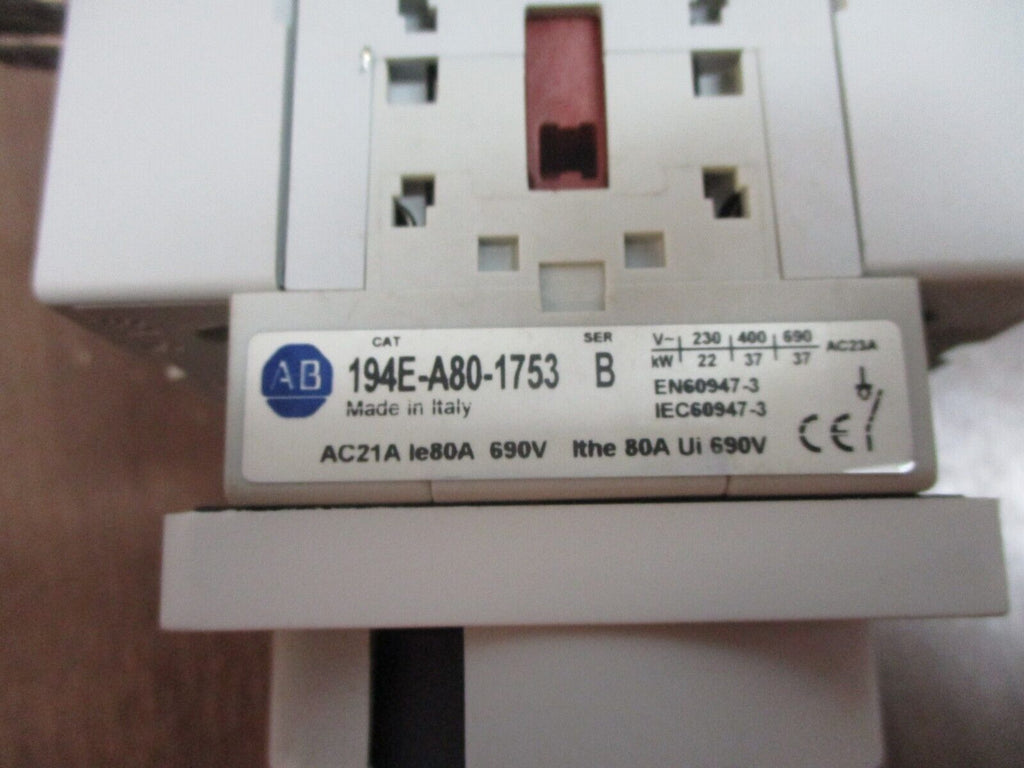 CAT
SER
AB
194E-A80-1753 B
Made in Italy
V~ 230 400 690 AC23A
kW 22 37 37
EN60947-3
IEC60947-3
AC21A Ie80A 690V Ithe 80A Ui 690V
CE